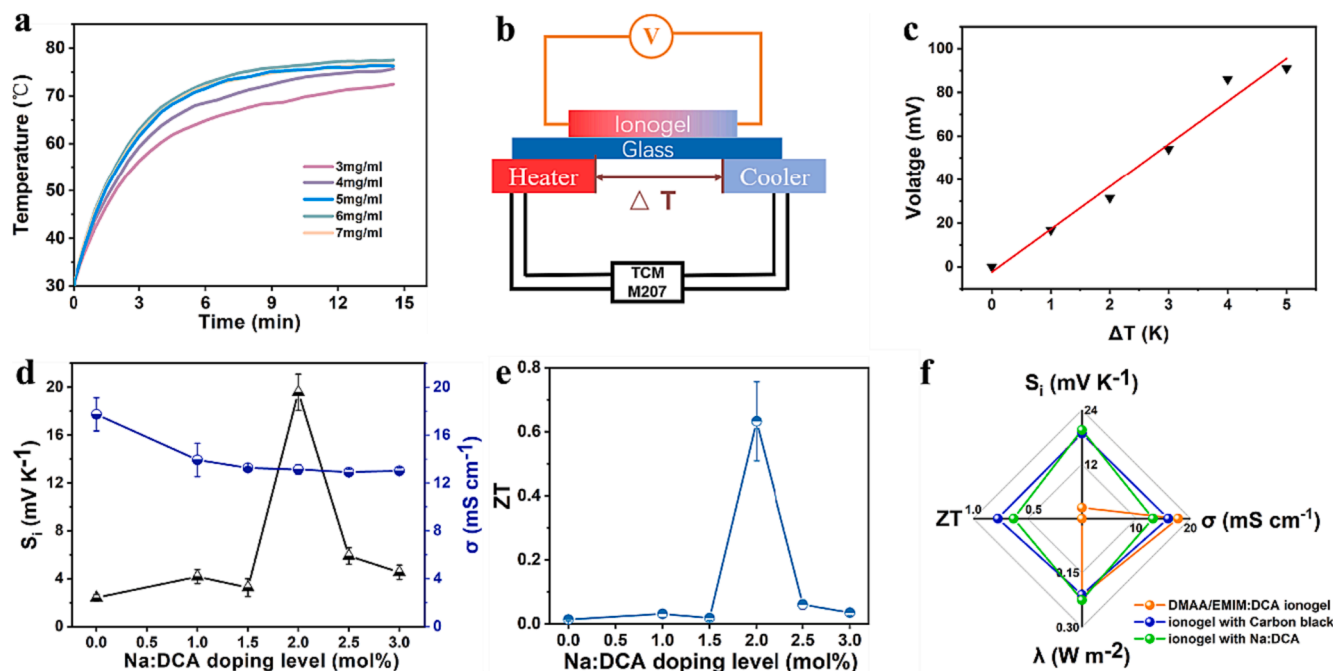 a
Temperature (℃)
80
70
60
50
40
30
0
3
6
9
12
15
Time (min)
3mg/ml
4mg/ml
5mg/ml
6mg/ml
7mg/ml
b
V
Ionogel
Glass
Heater
Cooler
△ T
TCM
M207
c
Volatge (mV)
100
80
60
40
20
0
0
1
2
3
4
5
ΔT (K)
d
Si (mV K-1)
20
16
12
8
4
0
σ (mS cm-1)
20
16
12
8
4
0
0.0
1.0
1.5
2.0
2.5
3.0
Na:DCA doping level (mol%)
e
ZT
0.8
0.6
0.4
0.2
0.0
0.0
1.0
1.5
2.0
2.5
3.0
Na:DCA doping level (mol%)
f
Si (mV K-1)
24
12
ZT
1.0
0.5
10
20
σ (mS cm-1)
0.15
0.30
λ (W m-2)
DMAA/EMIM:DCA ionogel
ionogel with Carbon black
ionogel with Na:DCA